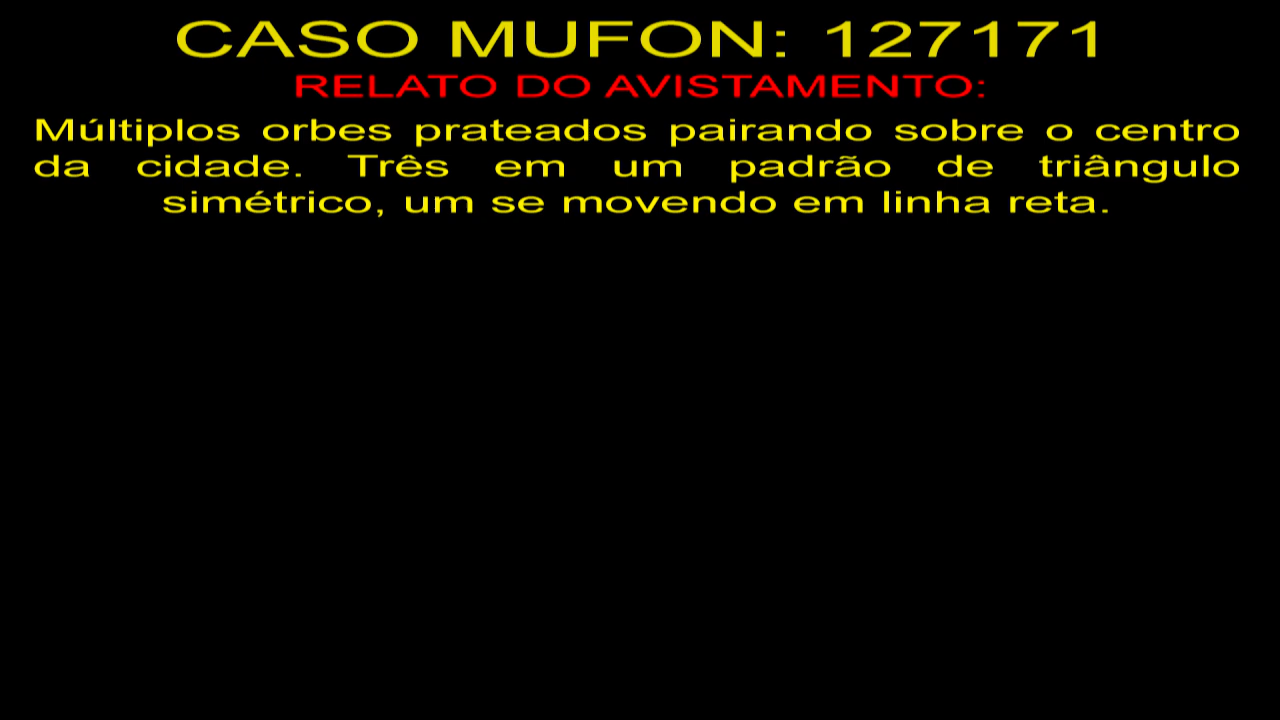 CASO MUFON: 127171
RELATO DO AVISTAMENTO:
Múltiplos orbes prateados pairando sobre o centro
da cidade. Três em um padrão de triângulo
simétrico, um se movendo em linha reta.